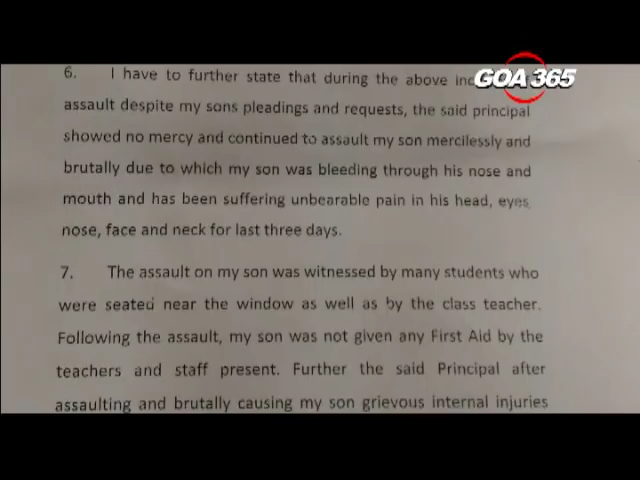 GOA 365
6. I have to further state that during the above
assault despite my sons pleadings and requests, the said principal
showed no mercy and continued to assault my son mercilessly and
brutally due to which my son was bleeding through his nose and
mouth and has been suffering unbearable pain in his head, eyes
nose, face and neck for last three days.
7. The assault on my son was witnessed by many students who
were seated near the window as well as by the class teacher.
Following the assault, my son was not given any First Aid by the
teachers and staff present. Further the said Principal after
assaulting and brutally causing my son grievous internal injuries